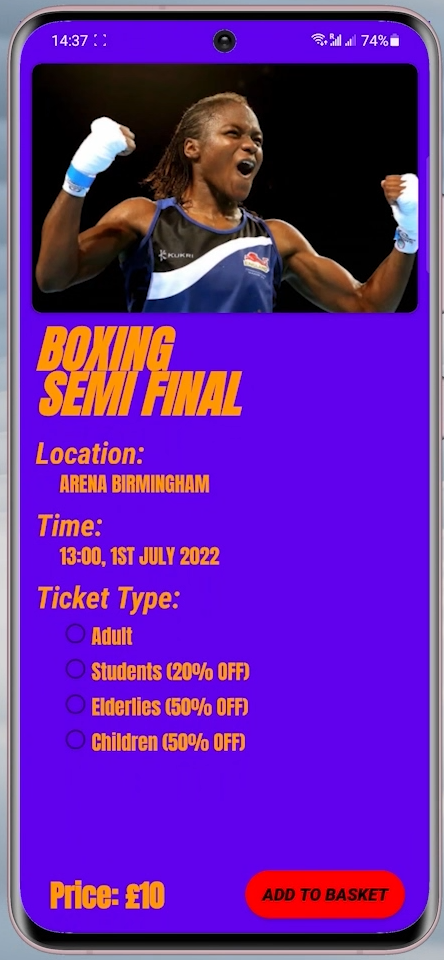 14:37
74%
KUKRI
BOXING
SEMI FINAL
Location:
ARENA BIRMINGHAM
Time:
13:00, 1ST JULY 2022
Ticket Type:
Adult
Students (20% OFF)
Elderlies (50% OFF)
Children (50% OFF)
Price: £10
ADD TO BASKET